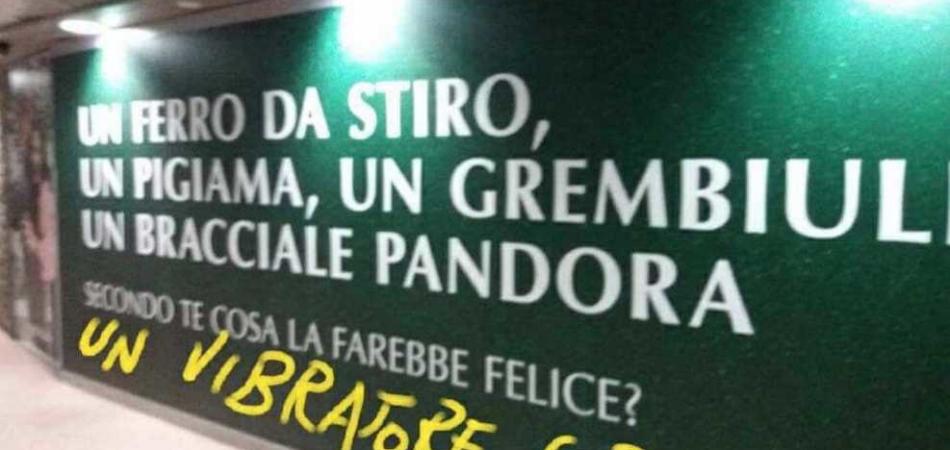 UN FERRO DA STIRO,
UN PIGIAMA, UN GREMBIUL
UN BRACCIALE PANDORA
SECONDO TE COSA LA FAREBBE FELICE?
UN VIBRATORE